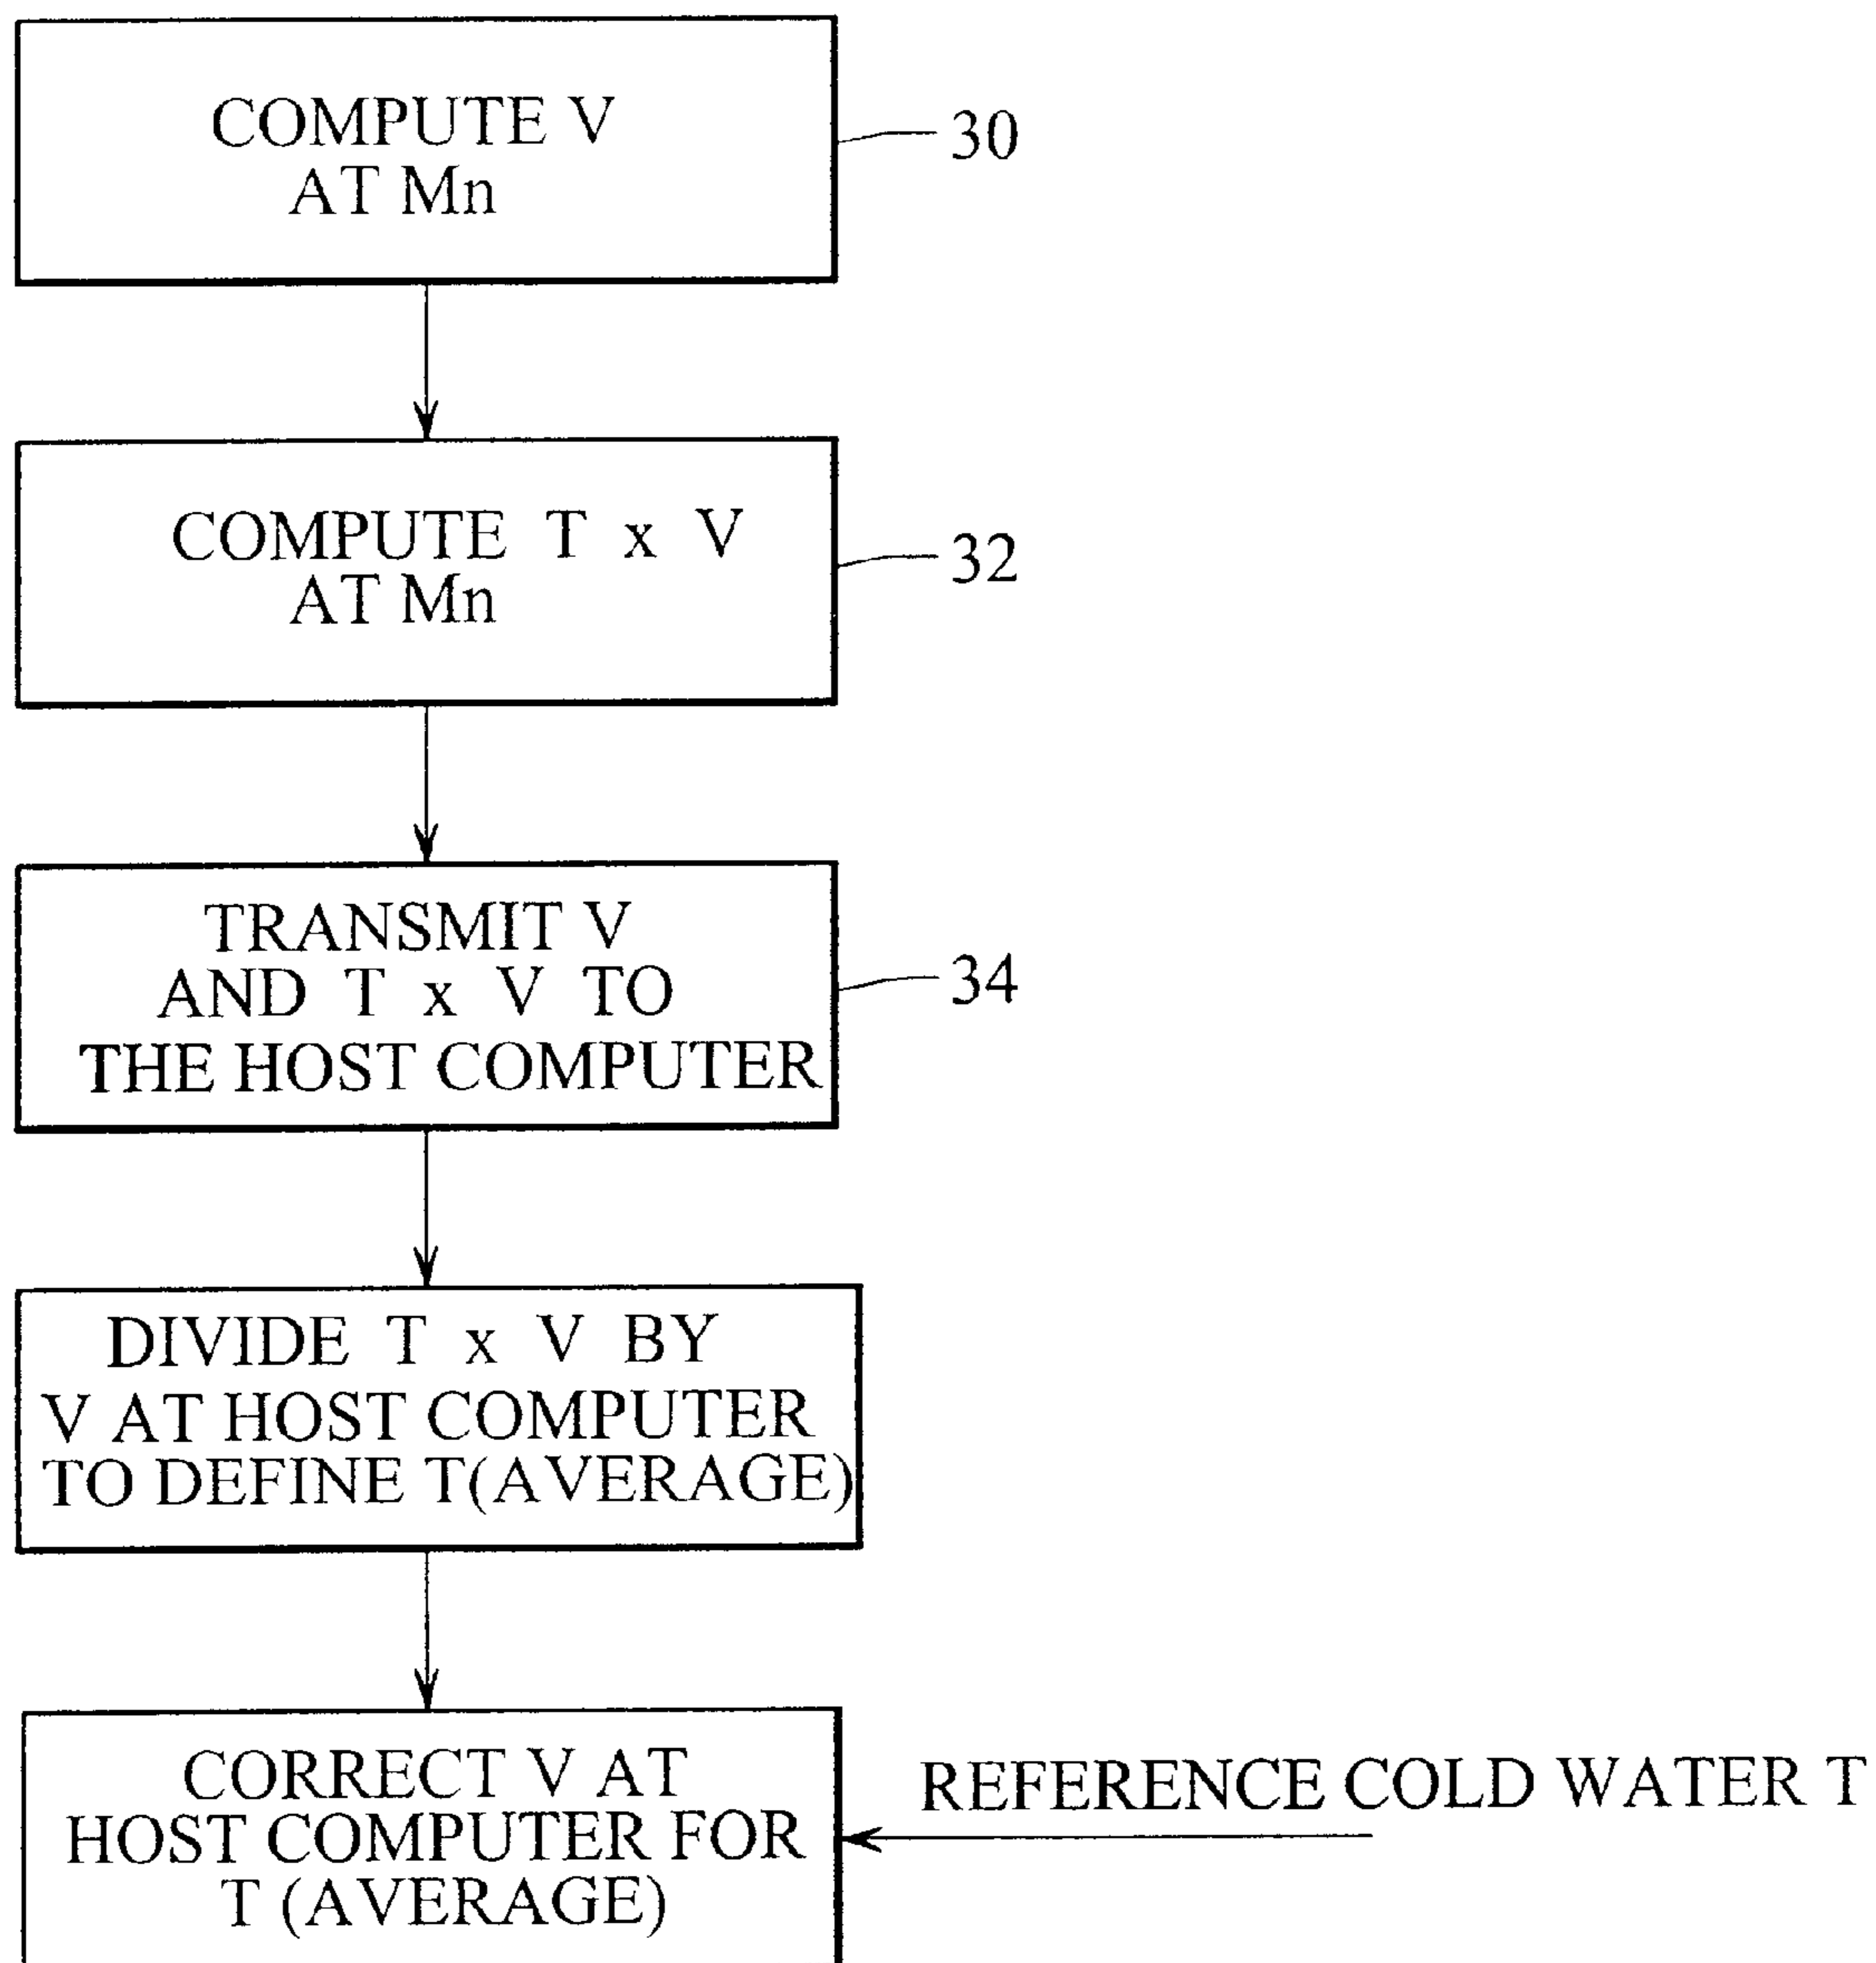 COMPUTE V
AT Mn
30
COMPUTE T x V
AT Mn
32
TRANSMIT V
AND T x V TO
THE HOST COMPUTER
34
DIVIDE T x V BY
V AT HOST COMPUTER
TO DEFINE T(AVERAGE)
CORRECT V AT
HOST COMPUTER FOR
T (AVERAGE)
REFERENCE COLD WATER T